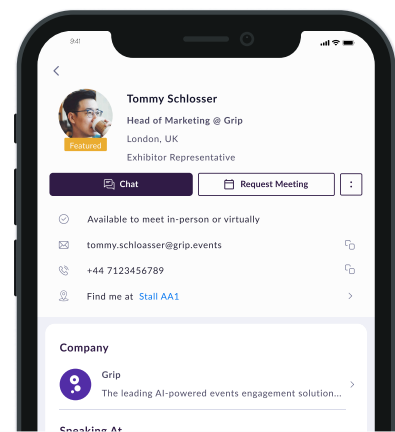 9:41
Tommy Schlosser
Head of Marketing @ Grip
London, UK
Exhibitor Representative
Featured
Chat
Request Meeting
Available to meet in-person or virtually
tommy.schloasser@grip.events
+44 7123456789
Find me at Stall AA1
Company
Grip
The leading AI-powered events engagement solution...
Speaking At